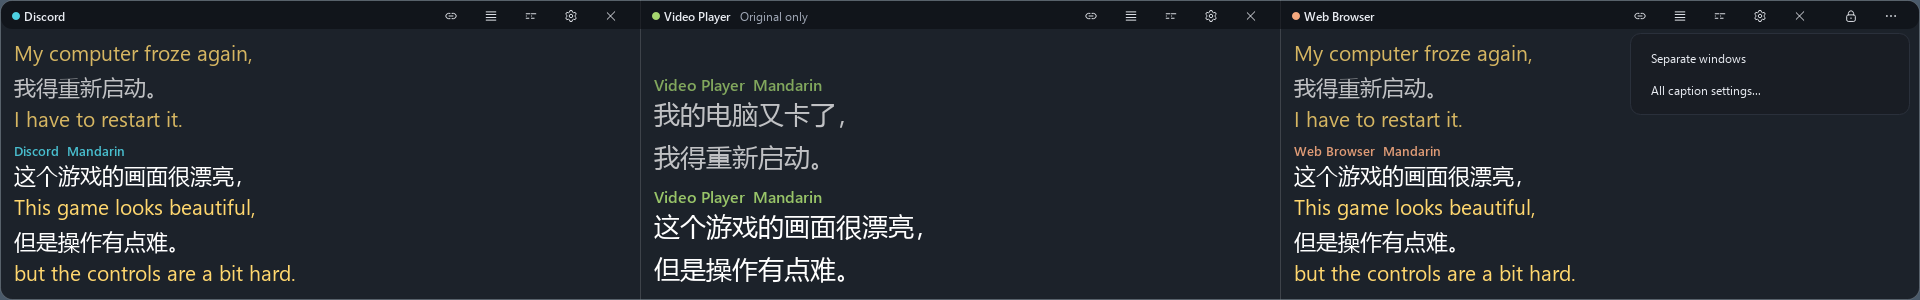 Discord
My computer froze again,
我得重新启动。
I have to restart it.
Discord Mandarin
这个游戏的画面很漂亮，
This game looks beautiful,
但是操作有点难。
but the controls are a bit hard.
Video Player Original only
Video Player Mandarin
我的电脑又卡了，
我得重新启动。
Video Player Mandarin
这个游戏的画面很漂亮，
但是操作有点难。
Web Browser
My computer froze again,
我得重新启动。
I have to restart it.
Web Browser Mandarin
这个游戏的画面很漂亮，
This game looks beautiful,
但是操作有点难。
but the controls are a bit hard.
Separate windows
All caption settings...